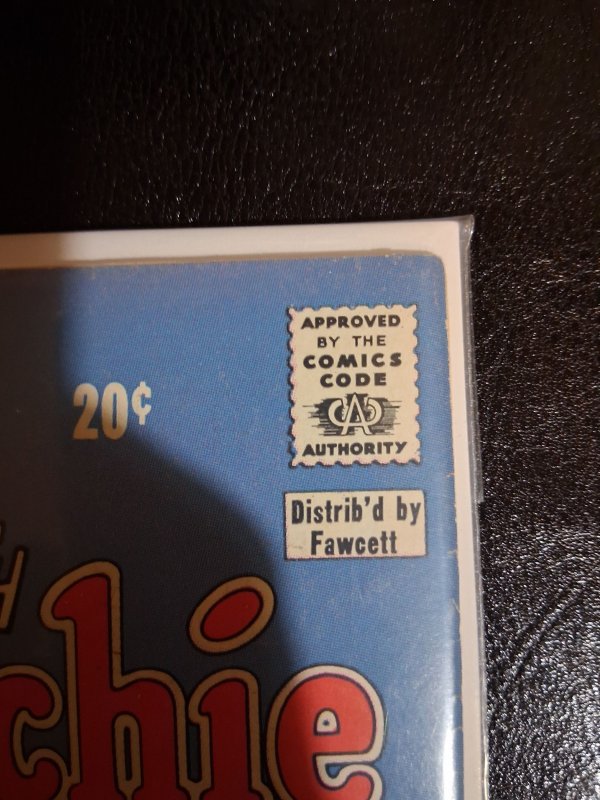 20¢
APPROVED
BY THE
COMICS
CODE
CA
AUTHORITY
Distrib'd by
Fawcett
chie